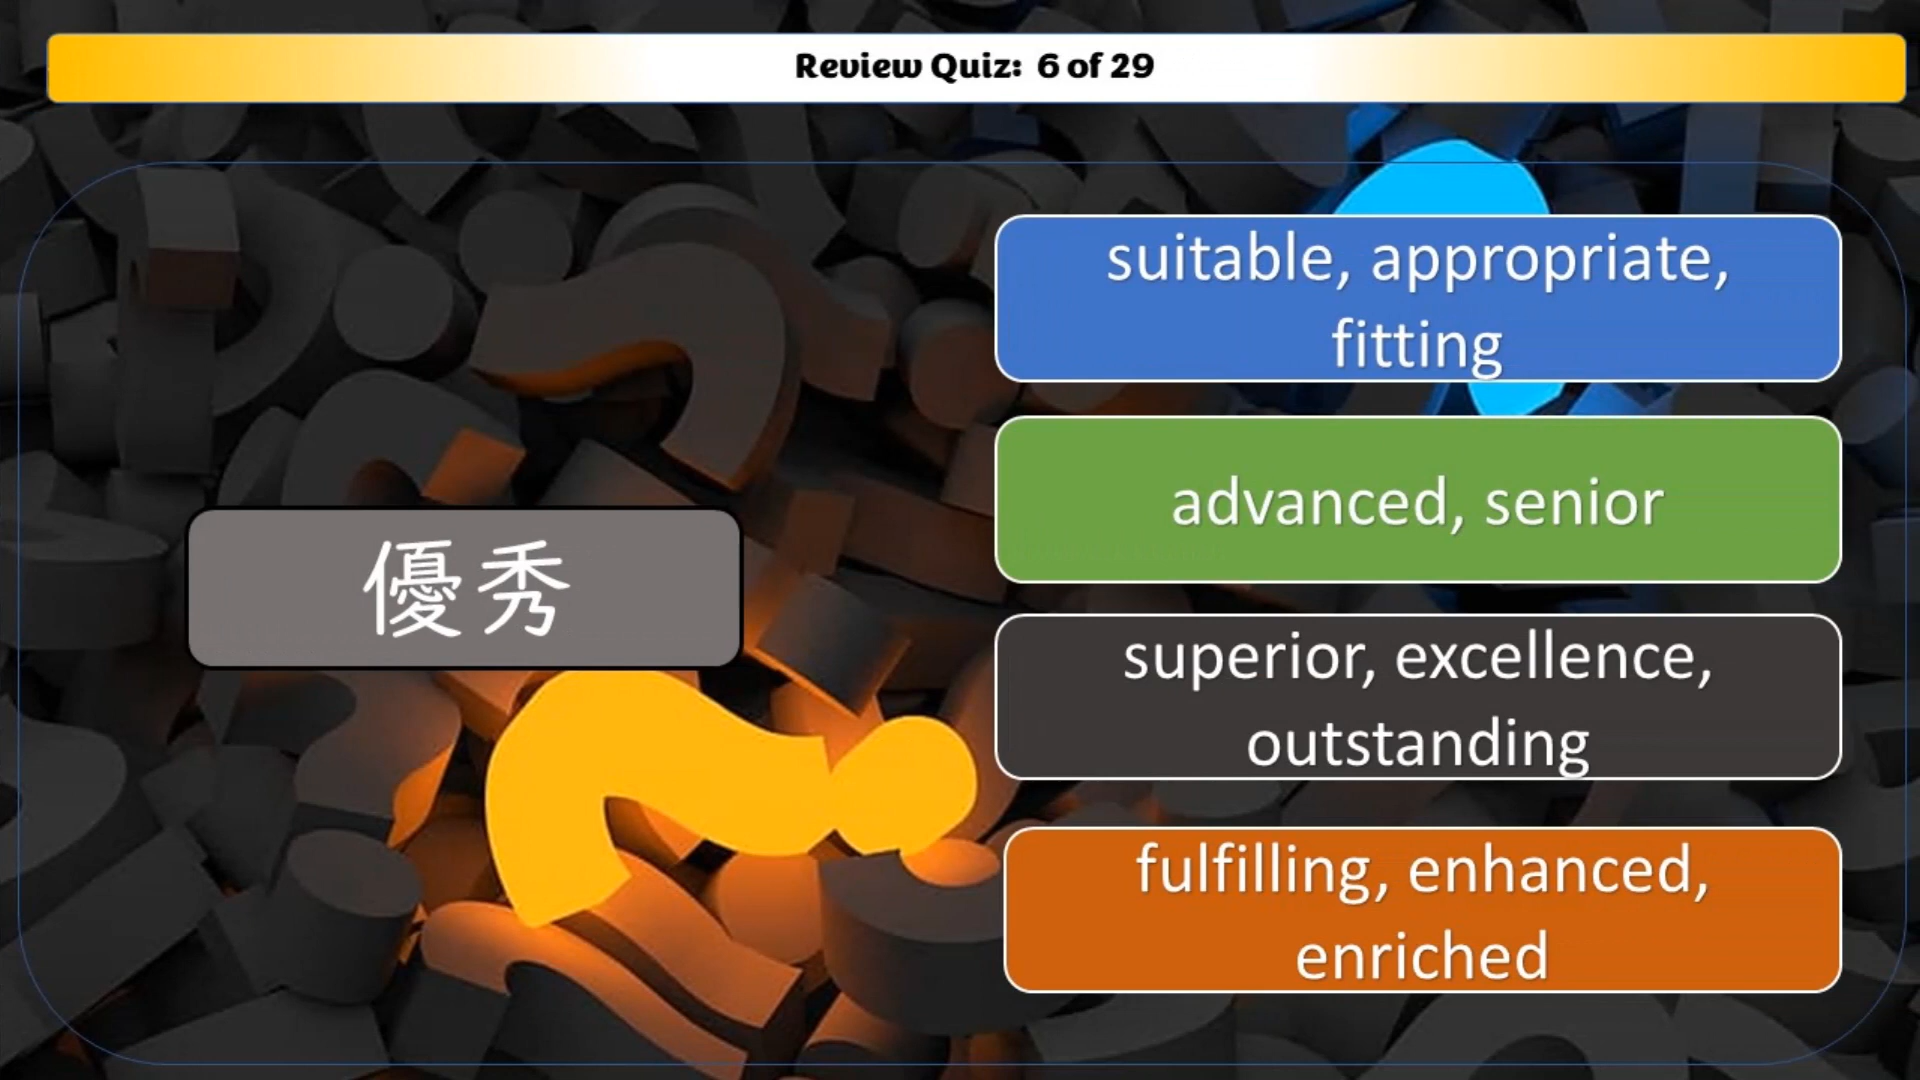 Review Quiz: 6 of 29
優秀
suitable, appropriate,
fitting
advanced, senior
superior, excellence,
outstanding
fulfilling, enhanced,
enriched